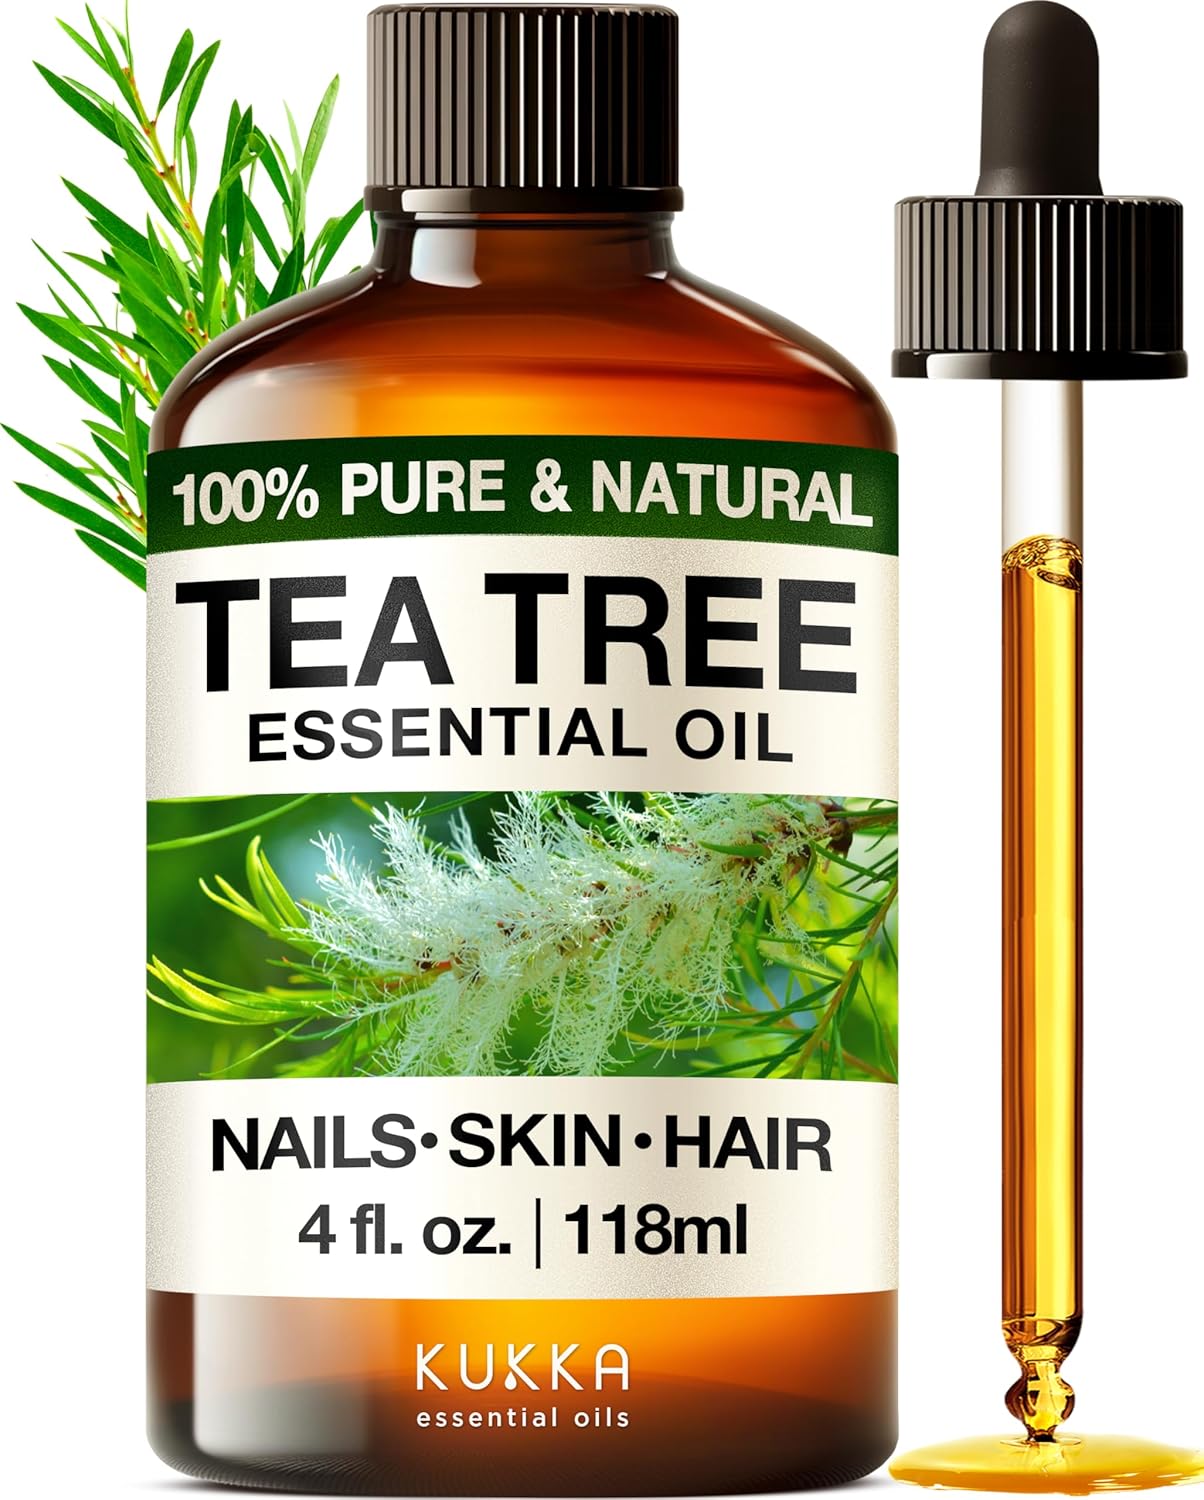 100% PURE & NATURAL
TEA TREE
ESSENTIAL OIL
NAILS•SKIN•HAIR
4 fl. oz. | 118ml
KUKKA
essential oils